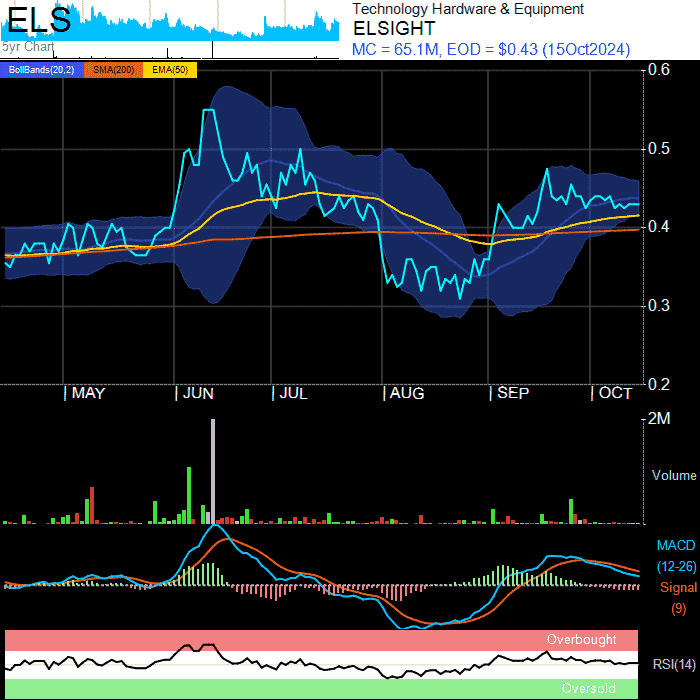 ELS
5yr Chart
Technology Hardware & Equipment
ELSIGHT
MC = 65.1M, EOD = $0.43 (15Oct2024)
BollBands(20,2) SMA(200) EMA(50)
0.6
0.5
0.4
0.3
0.2
MAY JUN JUL AUG SEP OCT
2M
Volume
MACD
(12-26)
Signal
(9)
Overbought
RSI(14)
Oversold